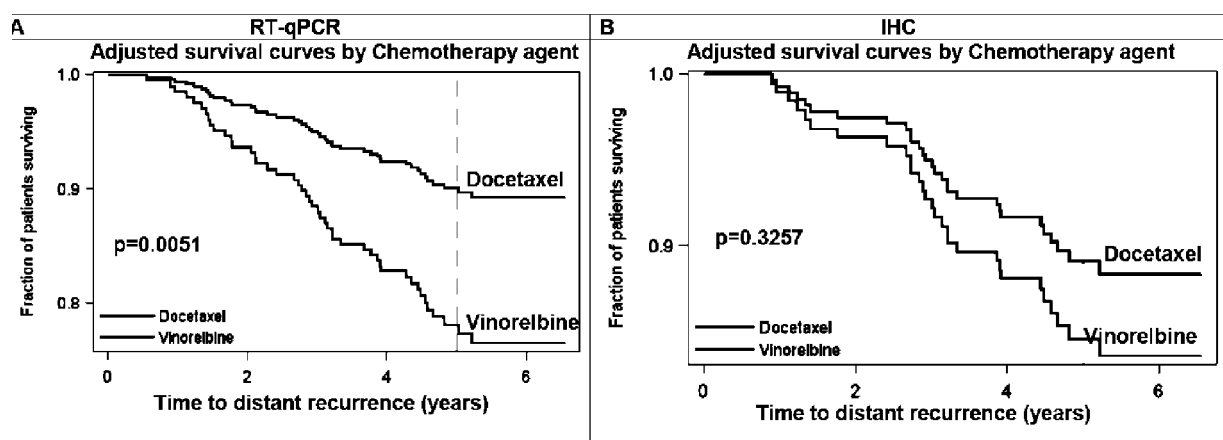 A
RT-qPCR
Adjusted survival curves by Chemotherapy agent
Fraction of patients surviving
1.0
0.9
0.8
Docetaxel
p=0.0051
Vinorelbine
Docetaxel
Vinorelbine
0
2
4
6
Time to distant recurrence (years)
B
IHC
Adjusted survival curves by Chemotherapy agent
Fraction of patients surviving
1.0
0.9
Docetaxel
p=0.3257
Vinorelbine
Docetaxel
Vinorelbine
0
2
4
6
Time to distant recurrence (years)